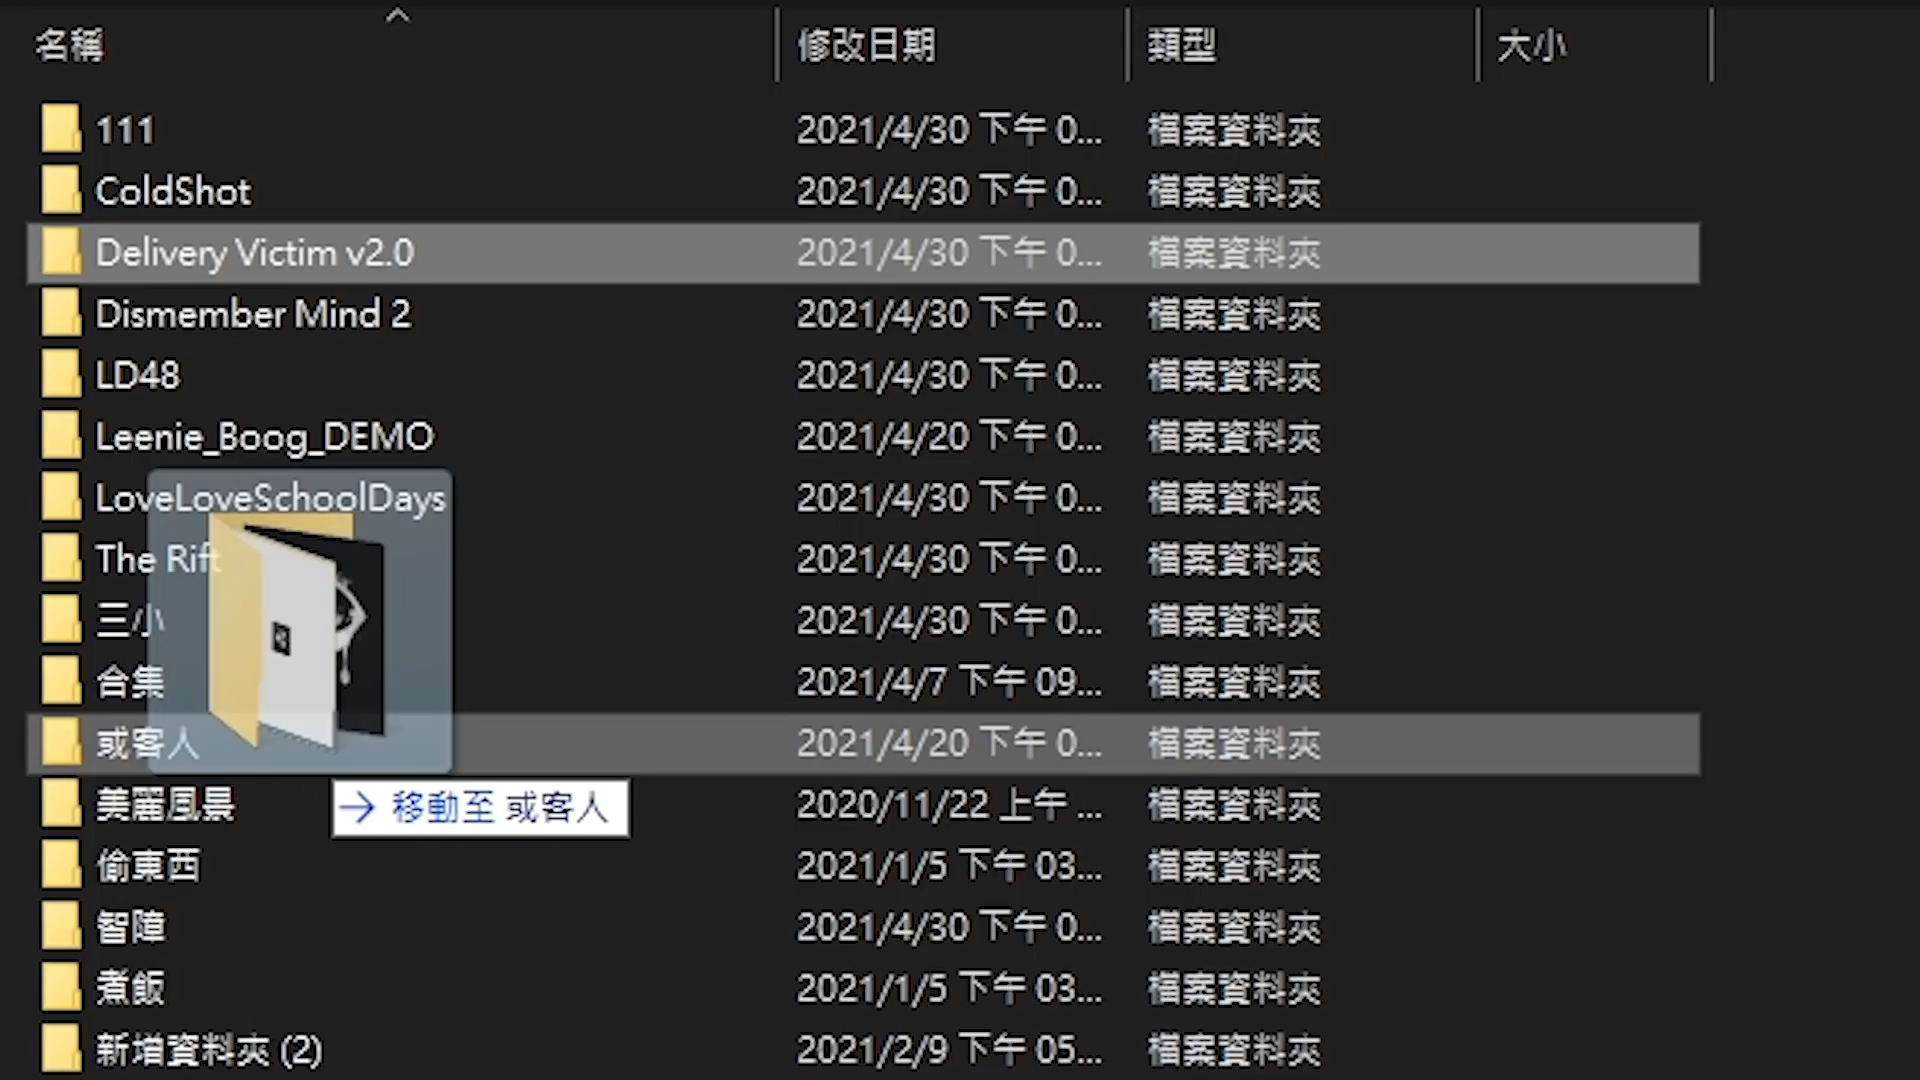 名稱 修改日期 類型 大小
111 2021/4/30 下午 0... 檔案資料夾
ColdShot 2021/4/30 下午 0... 檔案資料夾
Delivery Victim v2.0 2021/4/30 下午 0... 檔案資料夾
Dismember Mind 2 2021/4/30 下午 0... 檔案資料夾
LD48 2021/4/30 下午 0... 檔案資料夾
Leenie_Boog_DEMO 2021/4/20 下午 0... 檔案資料夾
LoveLoveSchoolDays 2021/4/30 下午 0... 檔案資料夾
The Rift 2021/4/30 下午 0... 檔案資料夾
三小 2021/4/30 下午 0... 檔案資料夾
合集 2021/4/7 下午 09... 檔案資料夾
或客人 2021/4/20 下午 0... 檔案資料夾
美麗風景 2020/11/22 上午 ... 檔案資料夾
→ 移動至 或客人
偷東西 2021/1/5 下午 03... 檔案資料夾
智障 2021/4/30 下午 0... 檔案資料夾
煮飯 2021/1/5 下午 03... 檔案資料夾
新增資料夾 (2) 2021/2/9 下午 05... 檔案資料夾